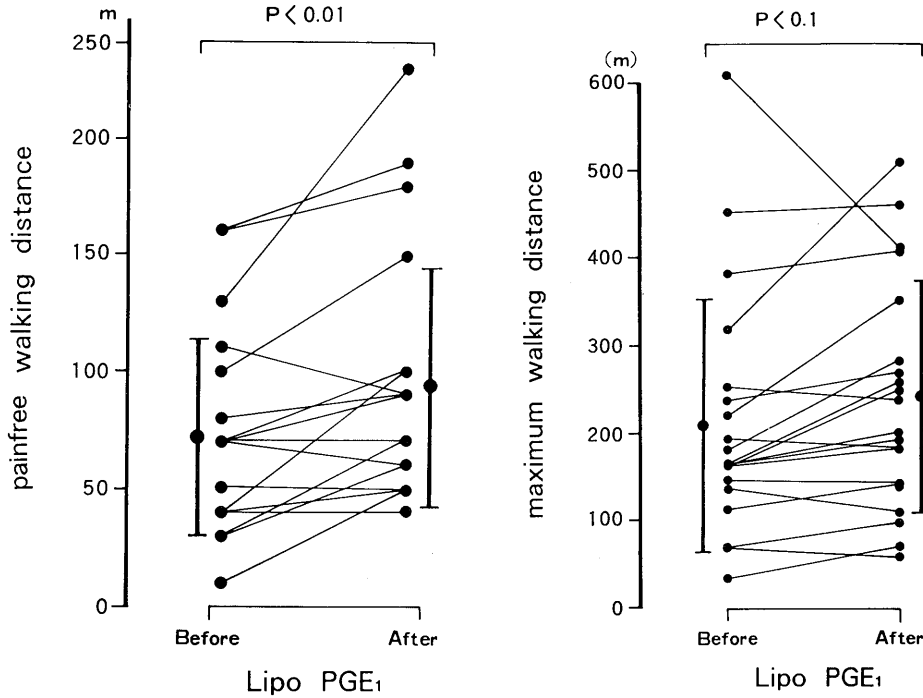 m
P < 0.01
250
200
150
100
50
0
painfree walking distance
Before
After
Lipo PGE₁
(m)
P < 0.1
600
500
400
300
200
100
0
maximum walking distance
Before
After
Lipo PGE₁